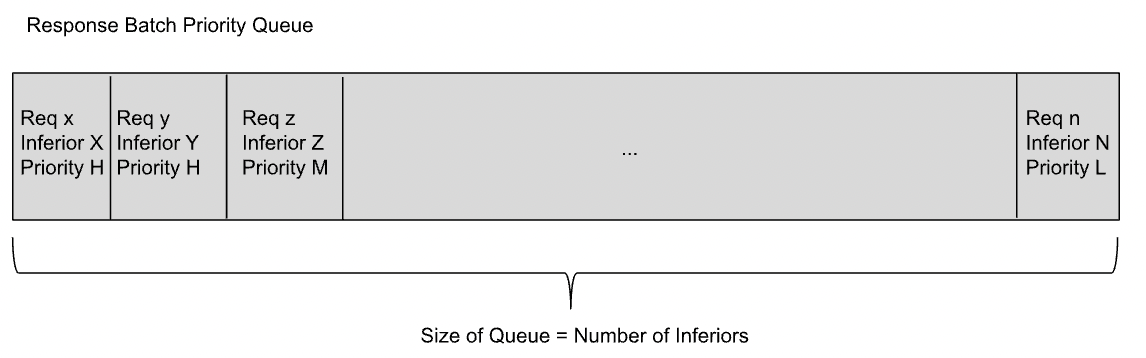 Response Batch Priority Queue
Req x
Inferior X
Priority H
Req y
Inferior Y
Priority H
Req z
Inferior Z
Priority M
...
Req n
Inferior N
Priority L
Size of Queue = Number of Inferiors